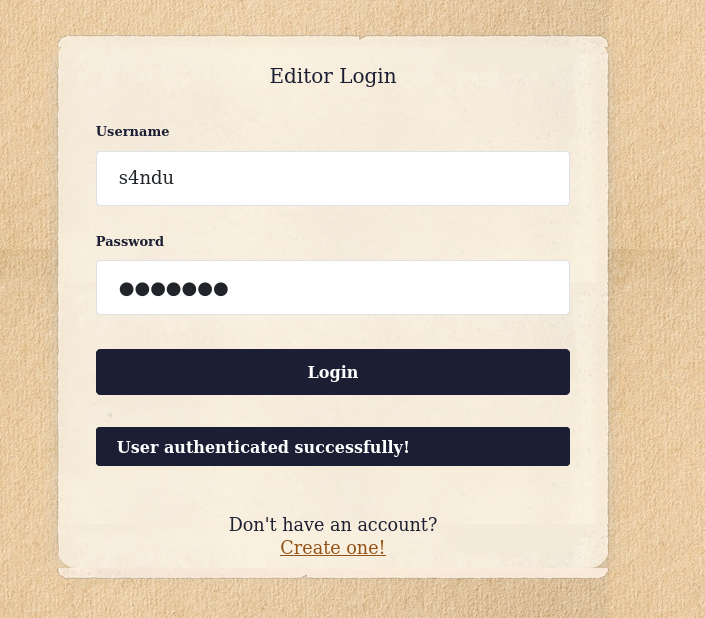 Editor Login
Username
s4ndu
Password
●●●●●●●
Login
User authenticated successfully!
Don't have an account?
Create one!